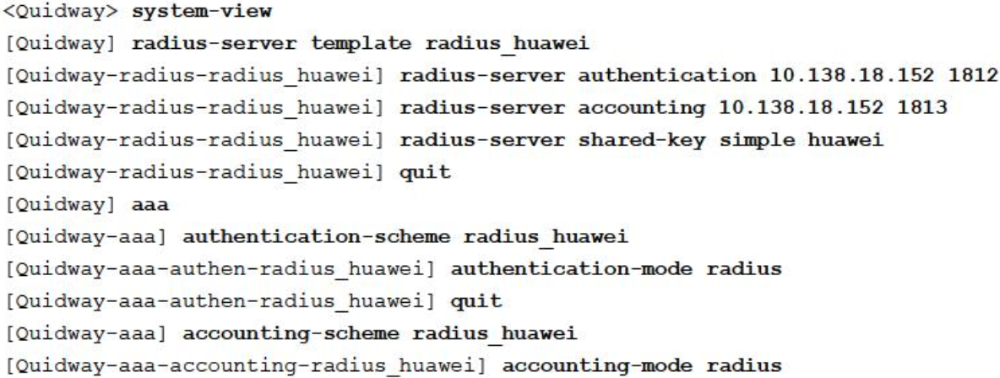 <Quidway> system-view
[Quidway] radius-server template radius_huawei
[Quidway-radius-radius_huawei] radius-server authentication 10.138.18.152 1812
[Quidway-radius-radius_huawei] radius-server accounting 10.138.18.152 1813
[Quidway-radius-radius_huawei] radius-server shared-key simple huawei
[Quidway-radius-radius_huawei] quit
[Quidway] aaa
[Quidway-aaa] authentication-scheme radius_huawei
[Quidway-aaa-authen-radius_huawei] authentication-mode radius
[Quidway-aaa-authen-radius_huawei] quit
[Quidway-aaa] accounting-scheme radius_huawei
[Quidway-aaa-accounting-radius_huawei] accounting-mode radius